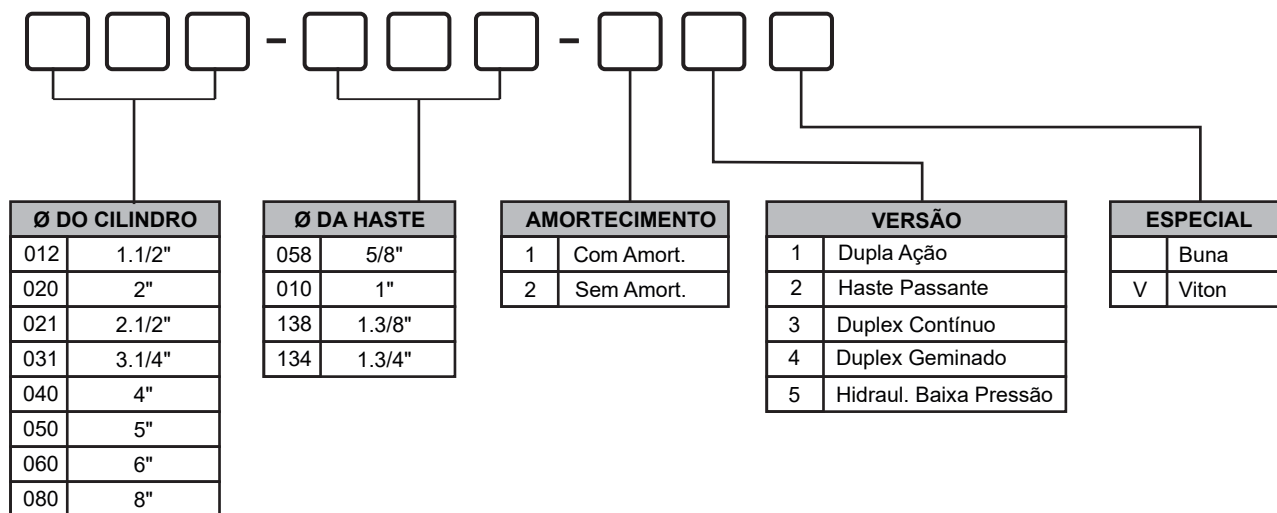 - -
Ø DO CILINDRO
012 1.1/2"
020 2"
021 2.1/2"
031 3.1/4"
040 4"
050 5"
060 6"
080 8"
Ø DA HASTE
058 5/8"
010 1"
138 1.3/8"
134 1.3/4"
AMORTECIMENTO
1 Com Amort.
2 Sem Amort.
VERSÃO
1 Dupla Ação
2 Haste Passante
3 Duplex Contínuo
4 Duplex Geminado
5 Hidraul. Baixa Pressão
ESPECIAL
Buna
V Viton